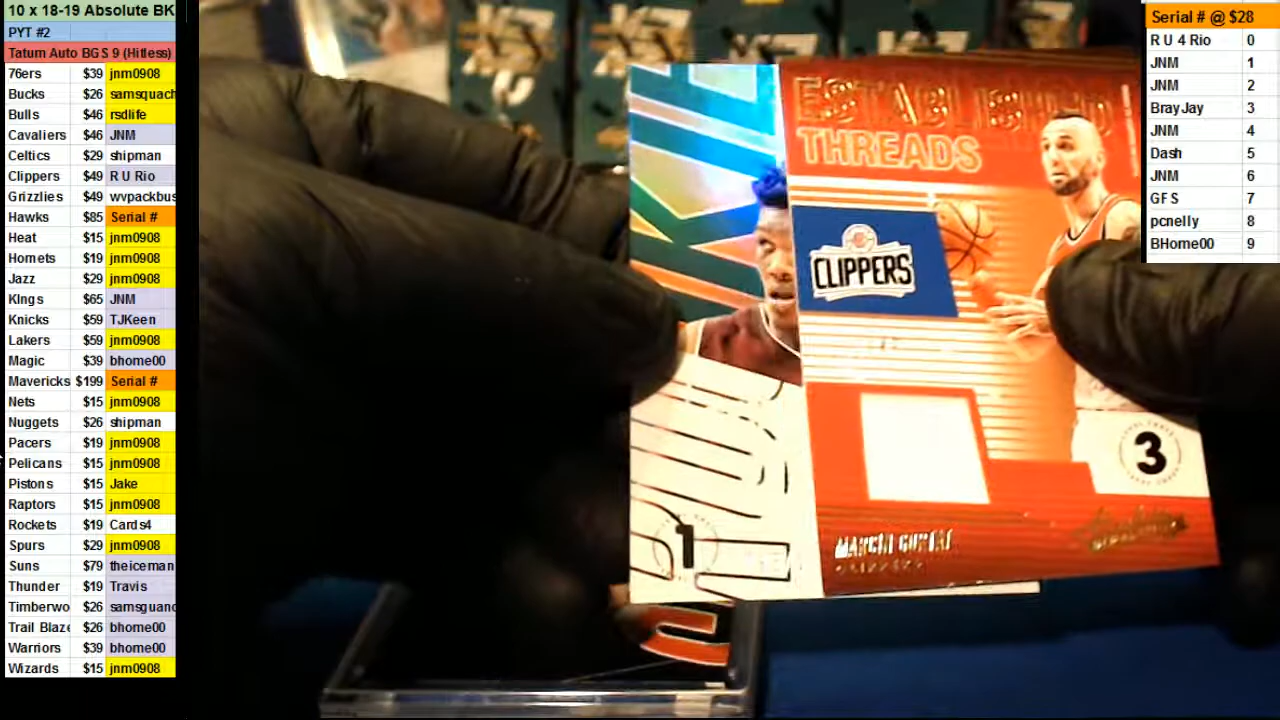 10 x 18-19 Absolute BK
PYT #2
Tatum Auto BGS 9 (Hitless)
76ers $39 jnm0908
Bucks $26 samsquach
Bulls $46 rsdlife
Cavaliers $46 JNM
Celtics $29 shipman
Clippers $49 R U Rio
Grizzlies $49 wvpackbus
Hawks $85 Serial #
Heat $15 jnm0908
Hornets $19 jnm0908
Jazz $29 jnm0908
KIngs $65 JNM
Knicks $59 TJKeen
Lakers $59 jnm0908
Magic $39 bhome00
Mavericks $199 Serial #
Nets $15 jnm0908
Nuggets $26 shipman
Pacers $19 jnm0908
Pelicans $15 jnm0908
Pistons $15 Jake
Raptors $15 jnm0908
Rockets $19 Cards4
Spurs $29 jnm0908
Suns $79 theiceman
Thunder $19 Travis
Timberwo $26 samsguanc
Trail Blaze $26 bhome00
Warriors $39 bhome00
Wizards $15 jnm0908
ESTABLISHED
THREADS
CLIPPERS
3
1
Serial # @ $28
R U 4 Rio 0
JNM 1
JNM 2
BrayJay 3
JNM 4
Dash 5
JNM 6
GFS 7
pcnelly 8
BHome00 9